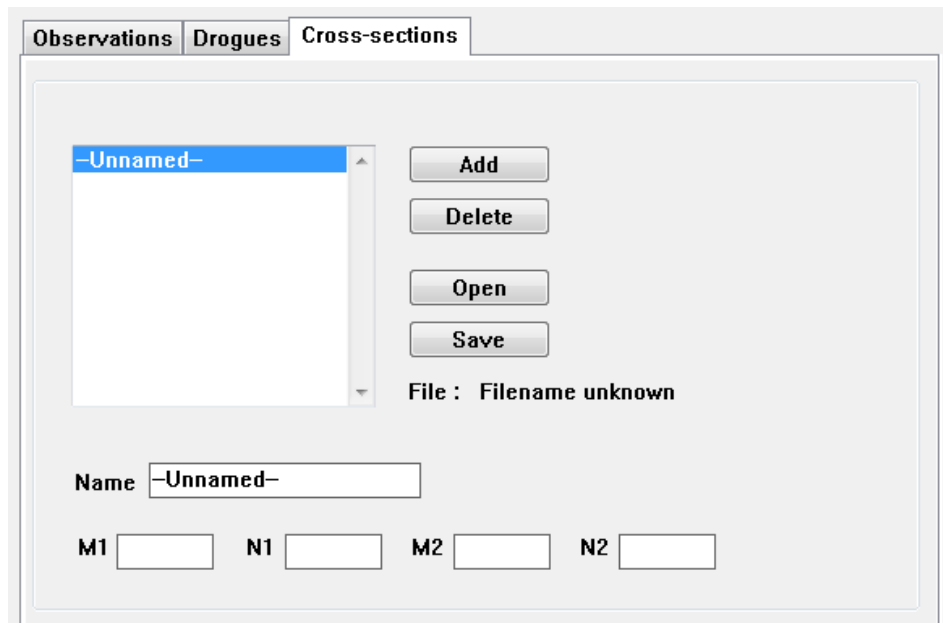 Observations Drogues Cross-sections
–Unnamed–
Add
Delete
Open
Save
File : Filename unknown
Name –Unnamed–
M1 N1 M2 N2